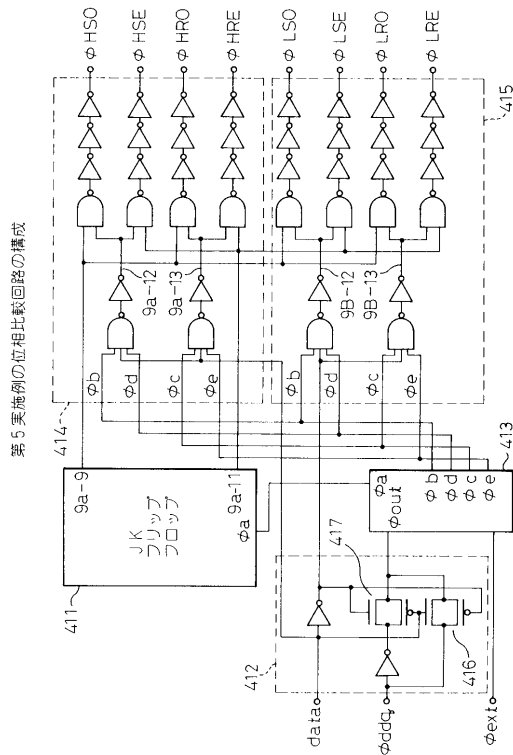 第5実施例の位相比較回路の構成
φHSO
φHSE
φHRO
φHRE
φLSO
φLSE
φLRO
φLRE
415
9a-12
9a-13
9B-12
9B-13
φb
φd
φc
φe
φb
φd
φc
φe
414
9a-9
9a-11
φa
JK
フリップ
フロップ
411
φa
φout
φb
φd
φc
φe
413
417
416
412
data
φddq
φext